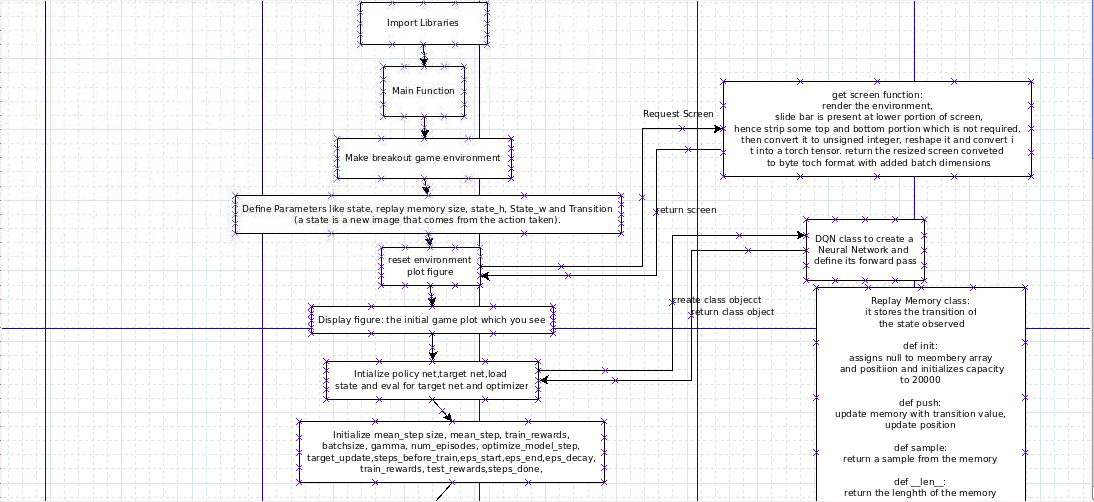 Import Libraries
Main Function
Make breakout game environment
Define Parameters like state, replay memory size, state_h, State_w and Transition
(a state is a new image that comes from the action taken).
reset environment
plot figure
Display figure: the initial game plot which you see
Intialize policy net,target net,load
state and eval for target net and optimizer
Initialize mean_step size, mean_step, train_rewards,
batchsize, gamma, num_episodes, optimize_model_step,
target_update,steps_before_train,eps_start,eps_end,eps_decay,
train_rewards, test_rewards,steps_done,
Request Screen
return screen
get screen function:
render the environment,
slide bar is present at lower portion of screen,
hence strip some top and bottom portion which is not required.
then convert it to unsigned integer, reshape it and convert i
t into a torch tensor. return the resized screen conveted
to byte toch format with added batch dimensions
create class objecct
return class object
DQN class to create a
Neural Network and
define its forward pass
Replay Memory class:
it stores the transition of
the state observed
def init:
assigns null to meombery array
and positiion and initializes capacity
to 20000
def push:
update memory with transition value,
update position
def sample:
return a sample from the memory
def __len__:
return the lenghth of the memory